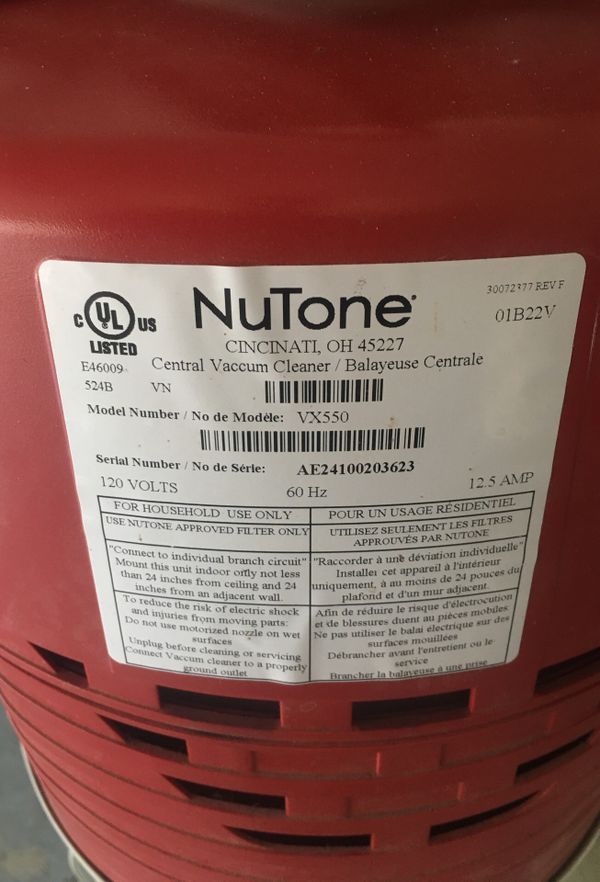 30072377 REV F
C UL US
NuTone
01B22V
LISTED
CINCINATI, OH 45227
E46009
Central Vaccum Cleaner / Balayeuse Centrale
524B VN
Model Number / No de Modèle: VX550
Serial Number / No de Série: AE24100203623
120 VOLTS 60 Hz 12.5 AMP
FOR HOUSEHOLD USE ONLY
USE NUTONE APPROVED FILTER ONLY
"Connect to individual branch circuit"
Mount this unit indoor only not less
than 24 inches from ceiling and 24
inches from an adjacent wall.
To reduce the risk of electric shock
and injuries from moving parts:
Do not use motorized nozzle on wet
surfaces
Unplug before cleaning or servicing
Connect Vaccum cleaner to a properly
ground outlet
POUR UN USAGE RÉSIDENTIEL
UTILISEZ SEULEMENT LES FILTRES
APPROUVÉS PAR NUTONE
"Raccorder à une déviation individuelle"
Installer cet appareil à l'intérieur
uniquement, à au moins de 24 pouces du
plafond et d'un mur adjacent.
Afin de réduire le risque d'électrocution
et de blessures duent au pièces mobiles
Ne pas utiliser le balai électrique sur des
surfaces mouillées
Débrancher avant l'entretient ou le
service
Brancher la balayeuse à une prise